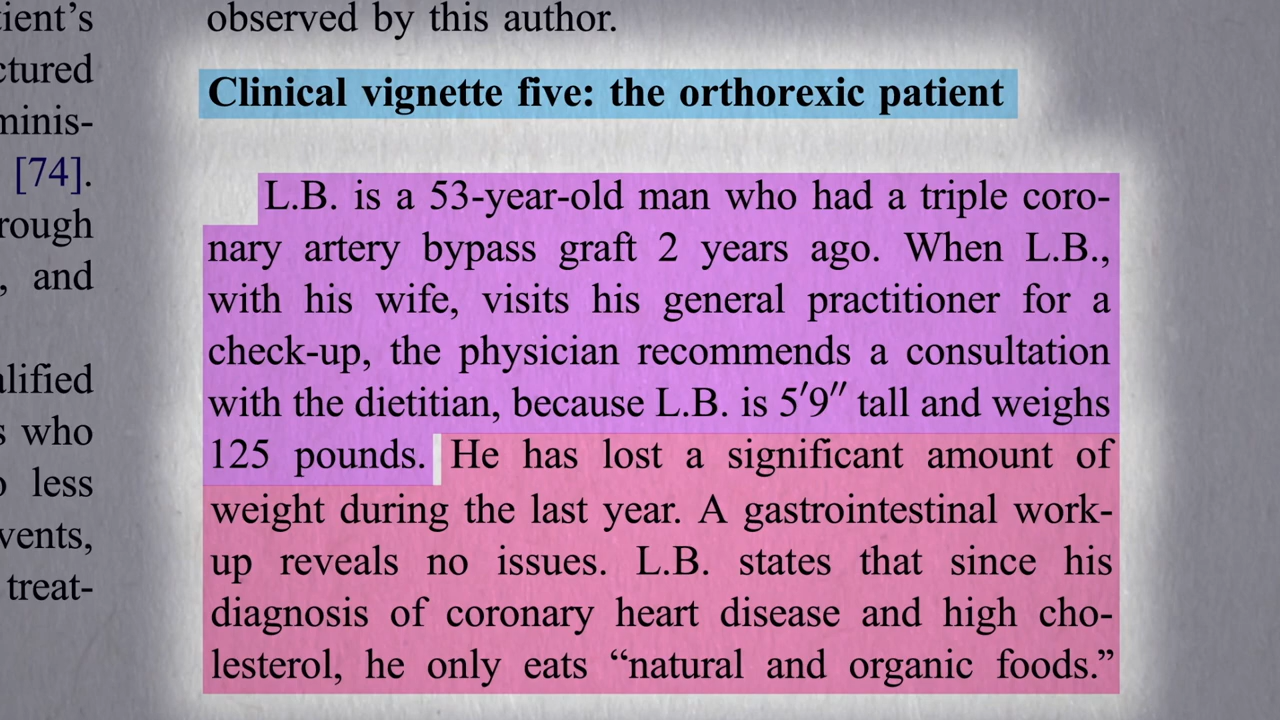 tient's
ctured
minis-
[74].
rough
, and
alified
s who
o less
vents,
treat-
observed by this author.
Clinical vignette five: the orthorexic patient
L.B. is a 53-year-old man who had a triple coro-
nary artery bypass graft 2 years ago. When L.B.,
with his wife, visits his general practitioner for a
check-up, the physician recommends a consultation
with the dietitian, because L.B. is 5′9″ tall and weighs
125 pounds. He has lost a significant amount of
weight during the last year. A gastrointestinal work-
up reveals no issues. L.B. states that since his
diagnosis of coronary heart disease and high cho-
lesterol, he only eats “natural and organic foods.”